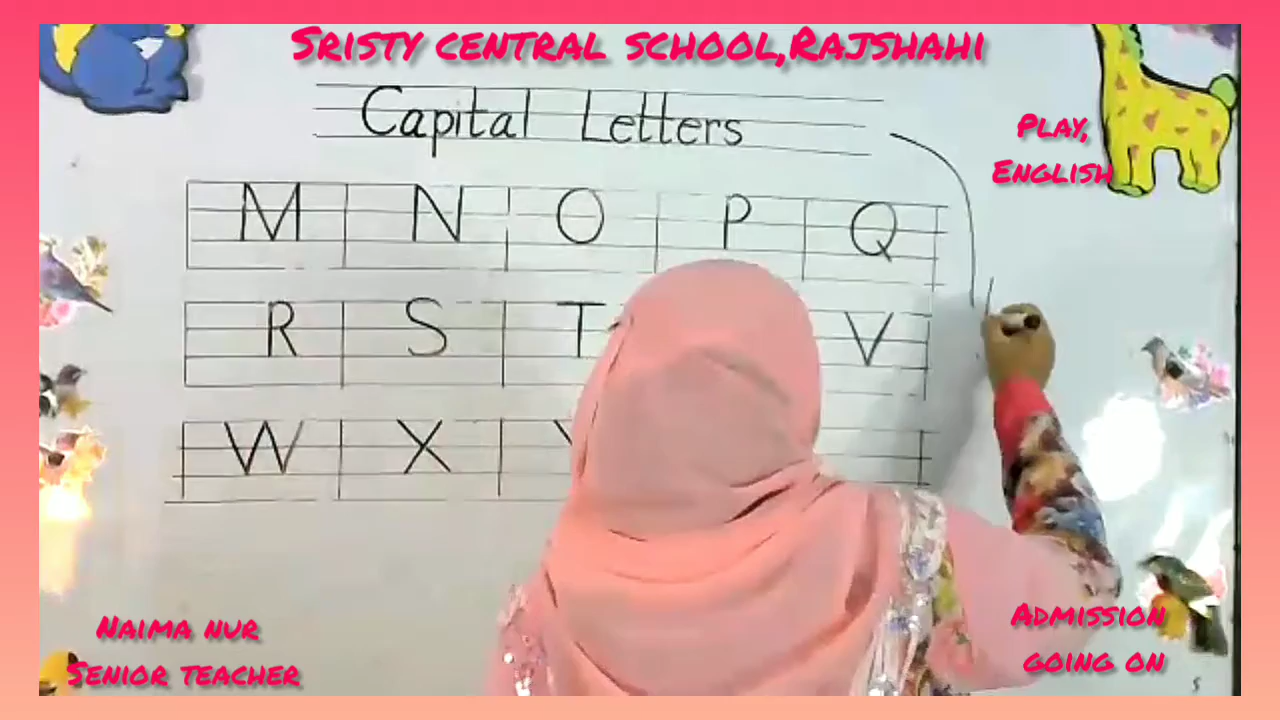 Sristy central school,Rajshahi
Capital Letters
Play,
English
M N O P Q
R S T V
W X
Naima nur
Senior teacher
Admission
going on